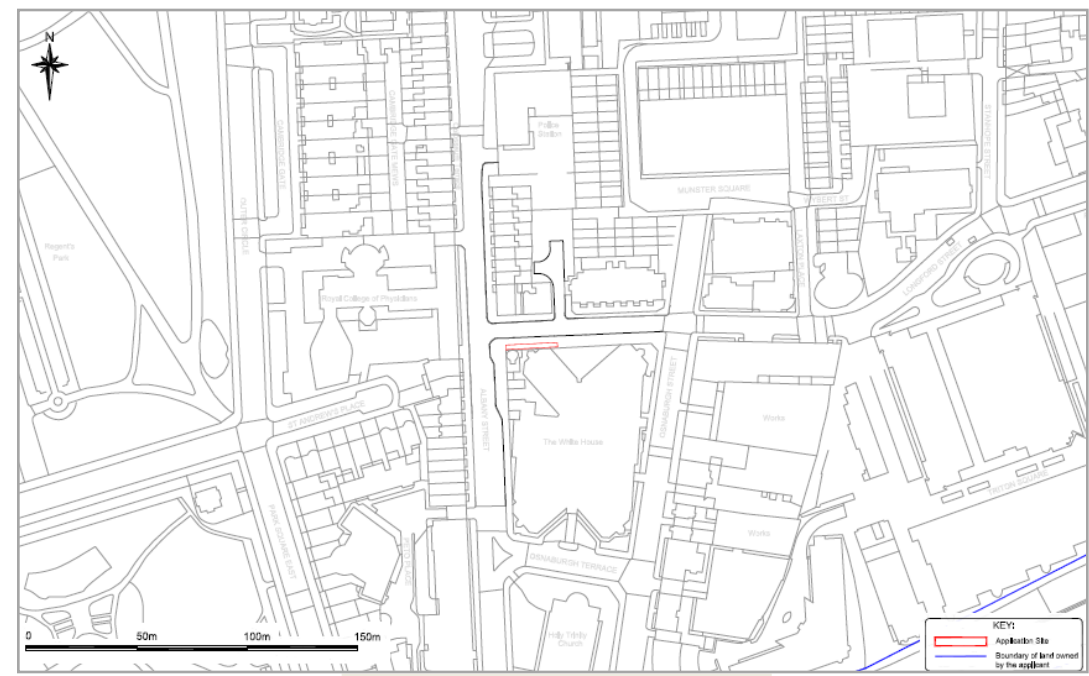 N
CAMBRIDGE GATE
CAMBRIDGE GATE MEWS
Police
Station
STANHOPE STREET
MUNSTER SQUARE
WYBERT ST
OUTER CIRCLE
Regent's
Park
LAXTON PLACE
LONGFORD STREET
Royal College of Physicians
ALBANY STREET
OSNABURGH STREET
ST ANDREW'S PLACE
Works
The White House
TRITON SQUARE
PARK SQUARE EAST
PETO PLACE
Works
OSNABURGH TERRACE
Holy Trinity
Church
0 50m 100m 150m
KEY:
Application Site
Boundary of land owned
by the applicant